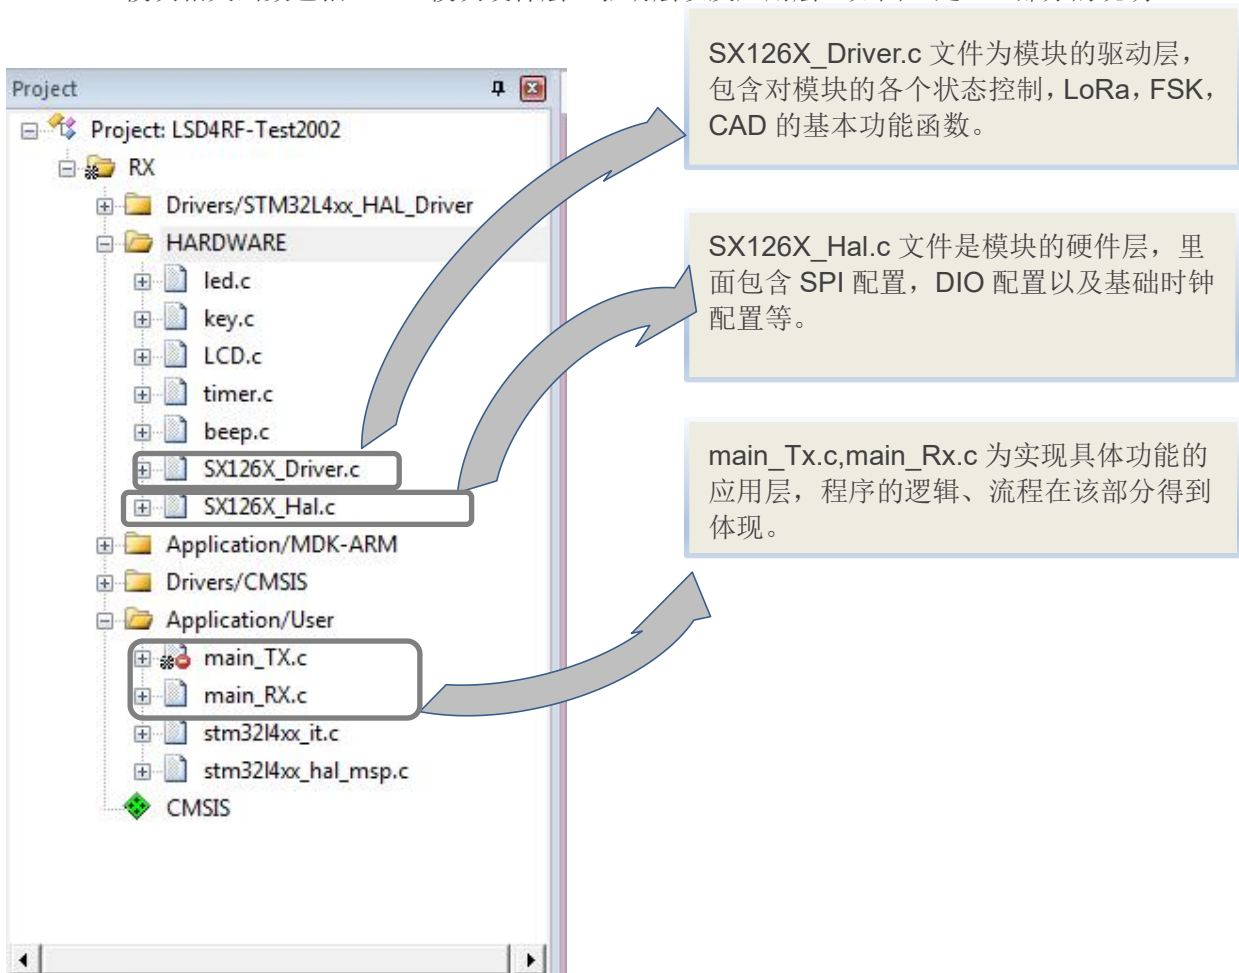 Project
Project: LSD4RF-Test2002
RX
Drivers/STM32L4xx_HAL_Driver
HARDWARE
led.c
key.c
LCD.c
timer.c
beep.c
SX126X_Driver.c
SX126X_Hal.c
Application/MDK-ARM
Drivers/CMSIS
Application/User
main_TX.c
main_RX.c
stm32l4xx_it.c
stm32l4xx_hal_msp.c
CMSIS
SX126X_Driver.c 文件为模块的驱动层，
包含对模块的各个状态控制，LoRa，FSK，
CAD 的基本功能函数。
SX126X_Hal.c 文件是模块的硬件层，里
面包含 SPI 配置，DIO 配置以及基础时钟
配置等。
main_Tx.c,main_Rx.c 为实现具体功能的
应用层，程序的逻辑、流程在该部分得到
体现。